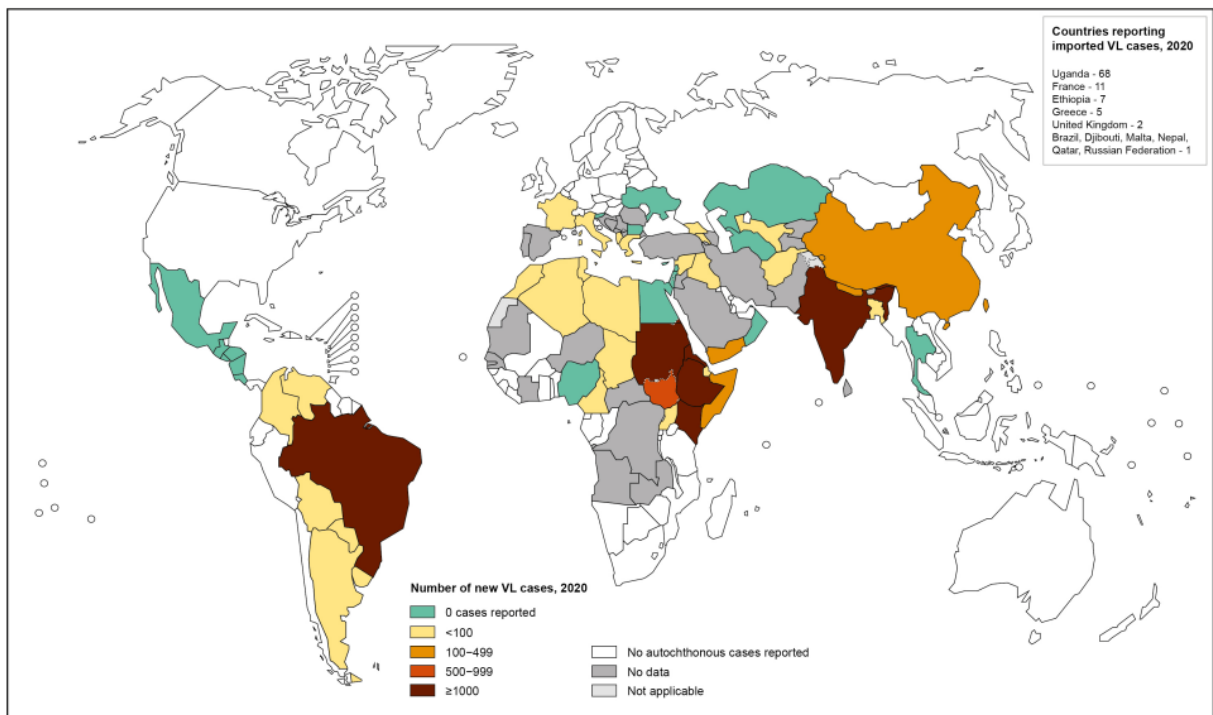 Countries reporting
imported VL cases, 2020
Uganda - 68
France - 11
Ethiopia - 7
Greece - 5
United Kingdom - 2
Brazil, Djibouti, Malta, Nepal,
Qatar, Russian Federation - 1
Number of new VL cases, 2020
0 cases reported
<100
100−499
500−999
≥1000
No autochthonous cases reported
No data
Not applicable